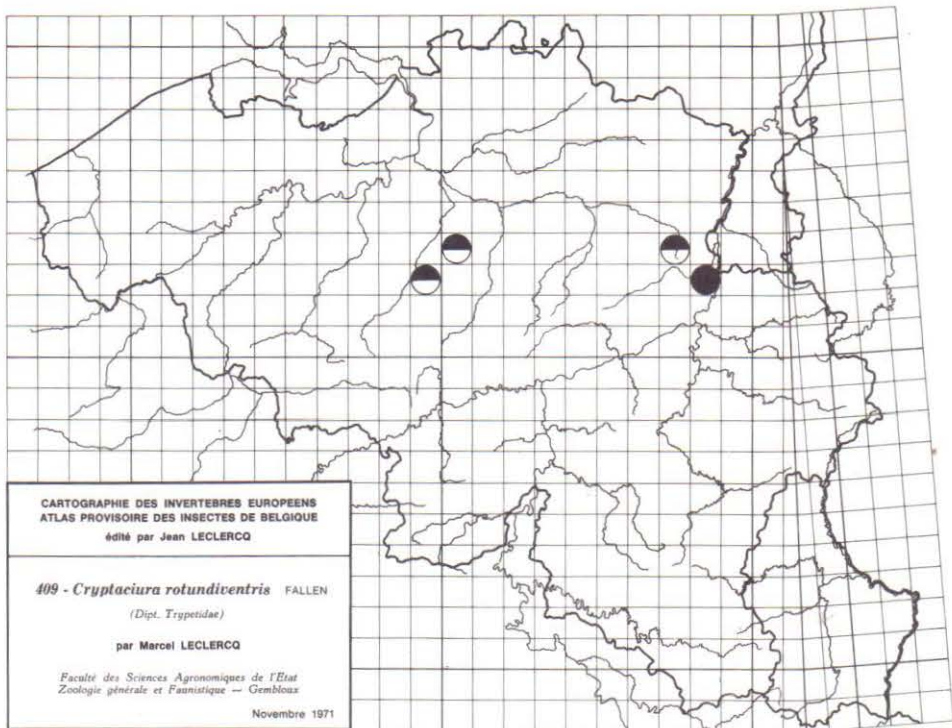 CARTOGRAPHIE DES INVERTEBRES EUROPEENS
ATLAS PROVISOIRE DES INSECTES DE BELGIQUE
édité par Jean LECLERCQ
409 - Cryptaciura rotundiventris FALLEN
(Dipt. Trypetidae)
par Marcel LECLERCQ
Faculté des Sciences Agronomiques de l'Etat
Zoologie générale et Faunistique — Gembloux
Novembre 1971